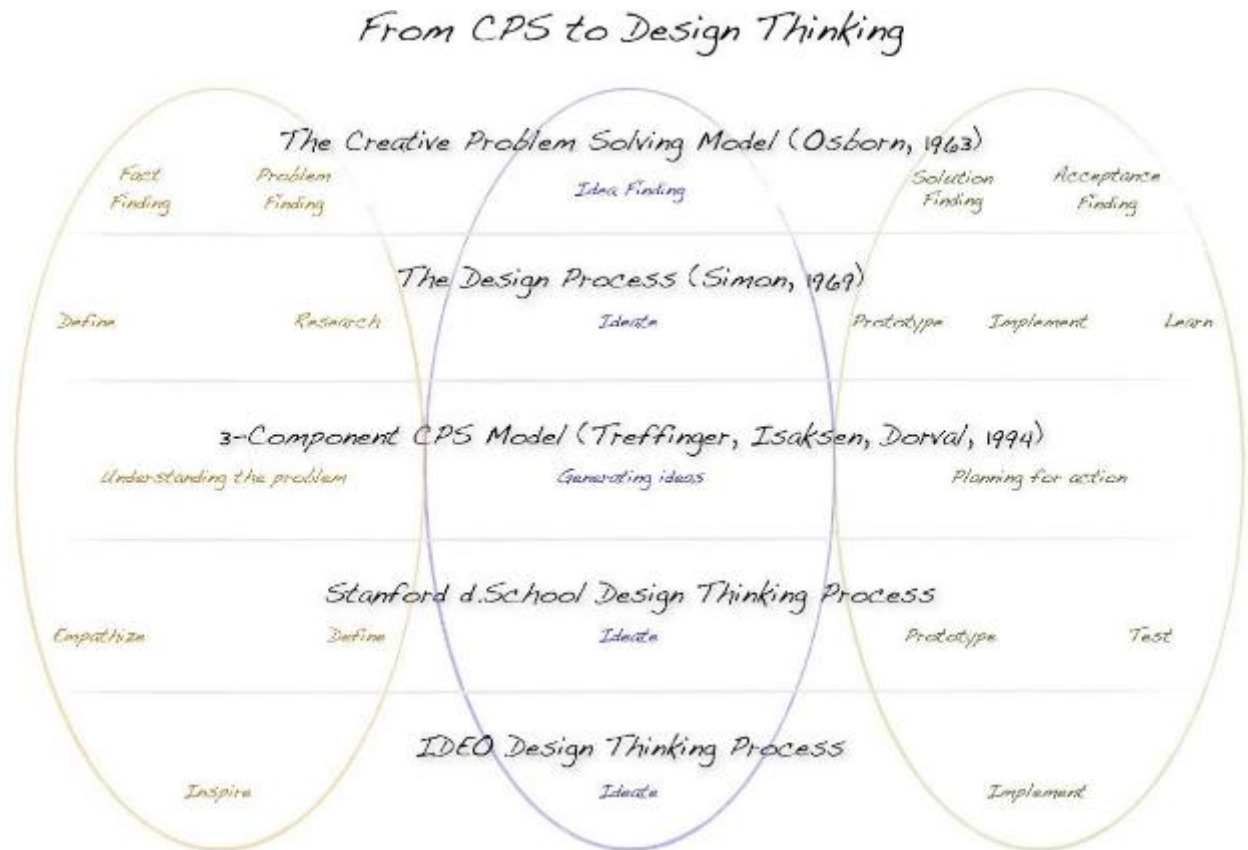 From CPS to Design Thinking
The Creative Problem Solving Model (Osborn, 1963)
Fact Problem Idea Finding Solution Acceptance
Finding Finding Finding Finding
The Design Process (Simon, 1969)
Define Research Ideate Prototype Implement Learn
3-Component CPS Model (Treffinger, Isaksen, Dorval, 1994)
Understanding the problem Generating ideas Planning for action
Stanford d.School Design Thinking Process
Empathize Define Ideate Prototype Test
IDEO Design Thinking Process
Inspire Ideate Implement